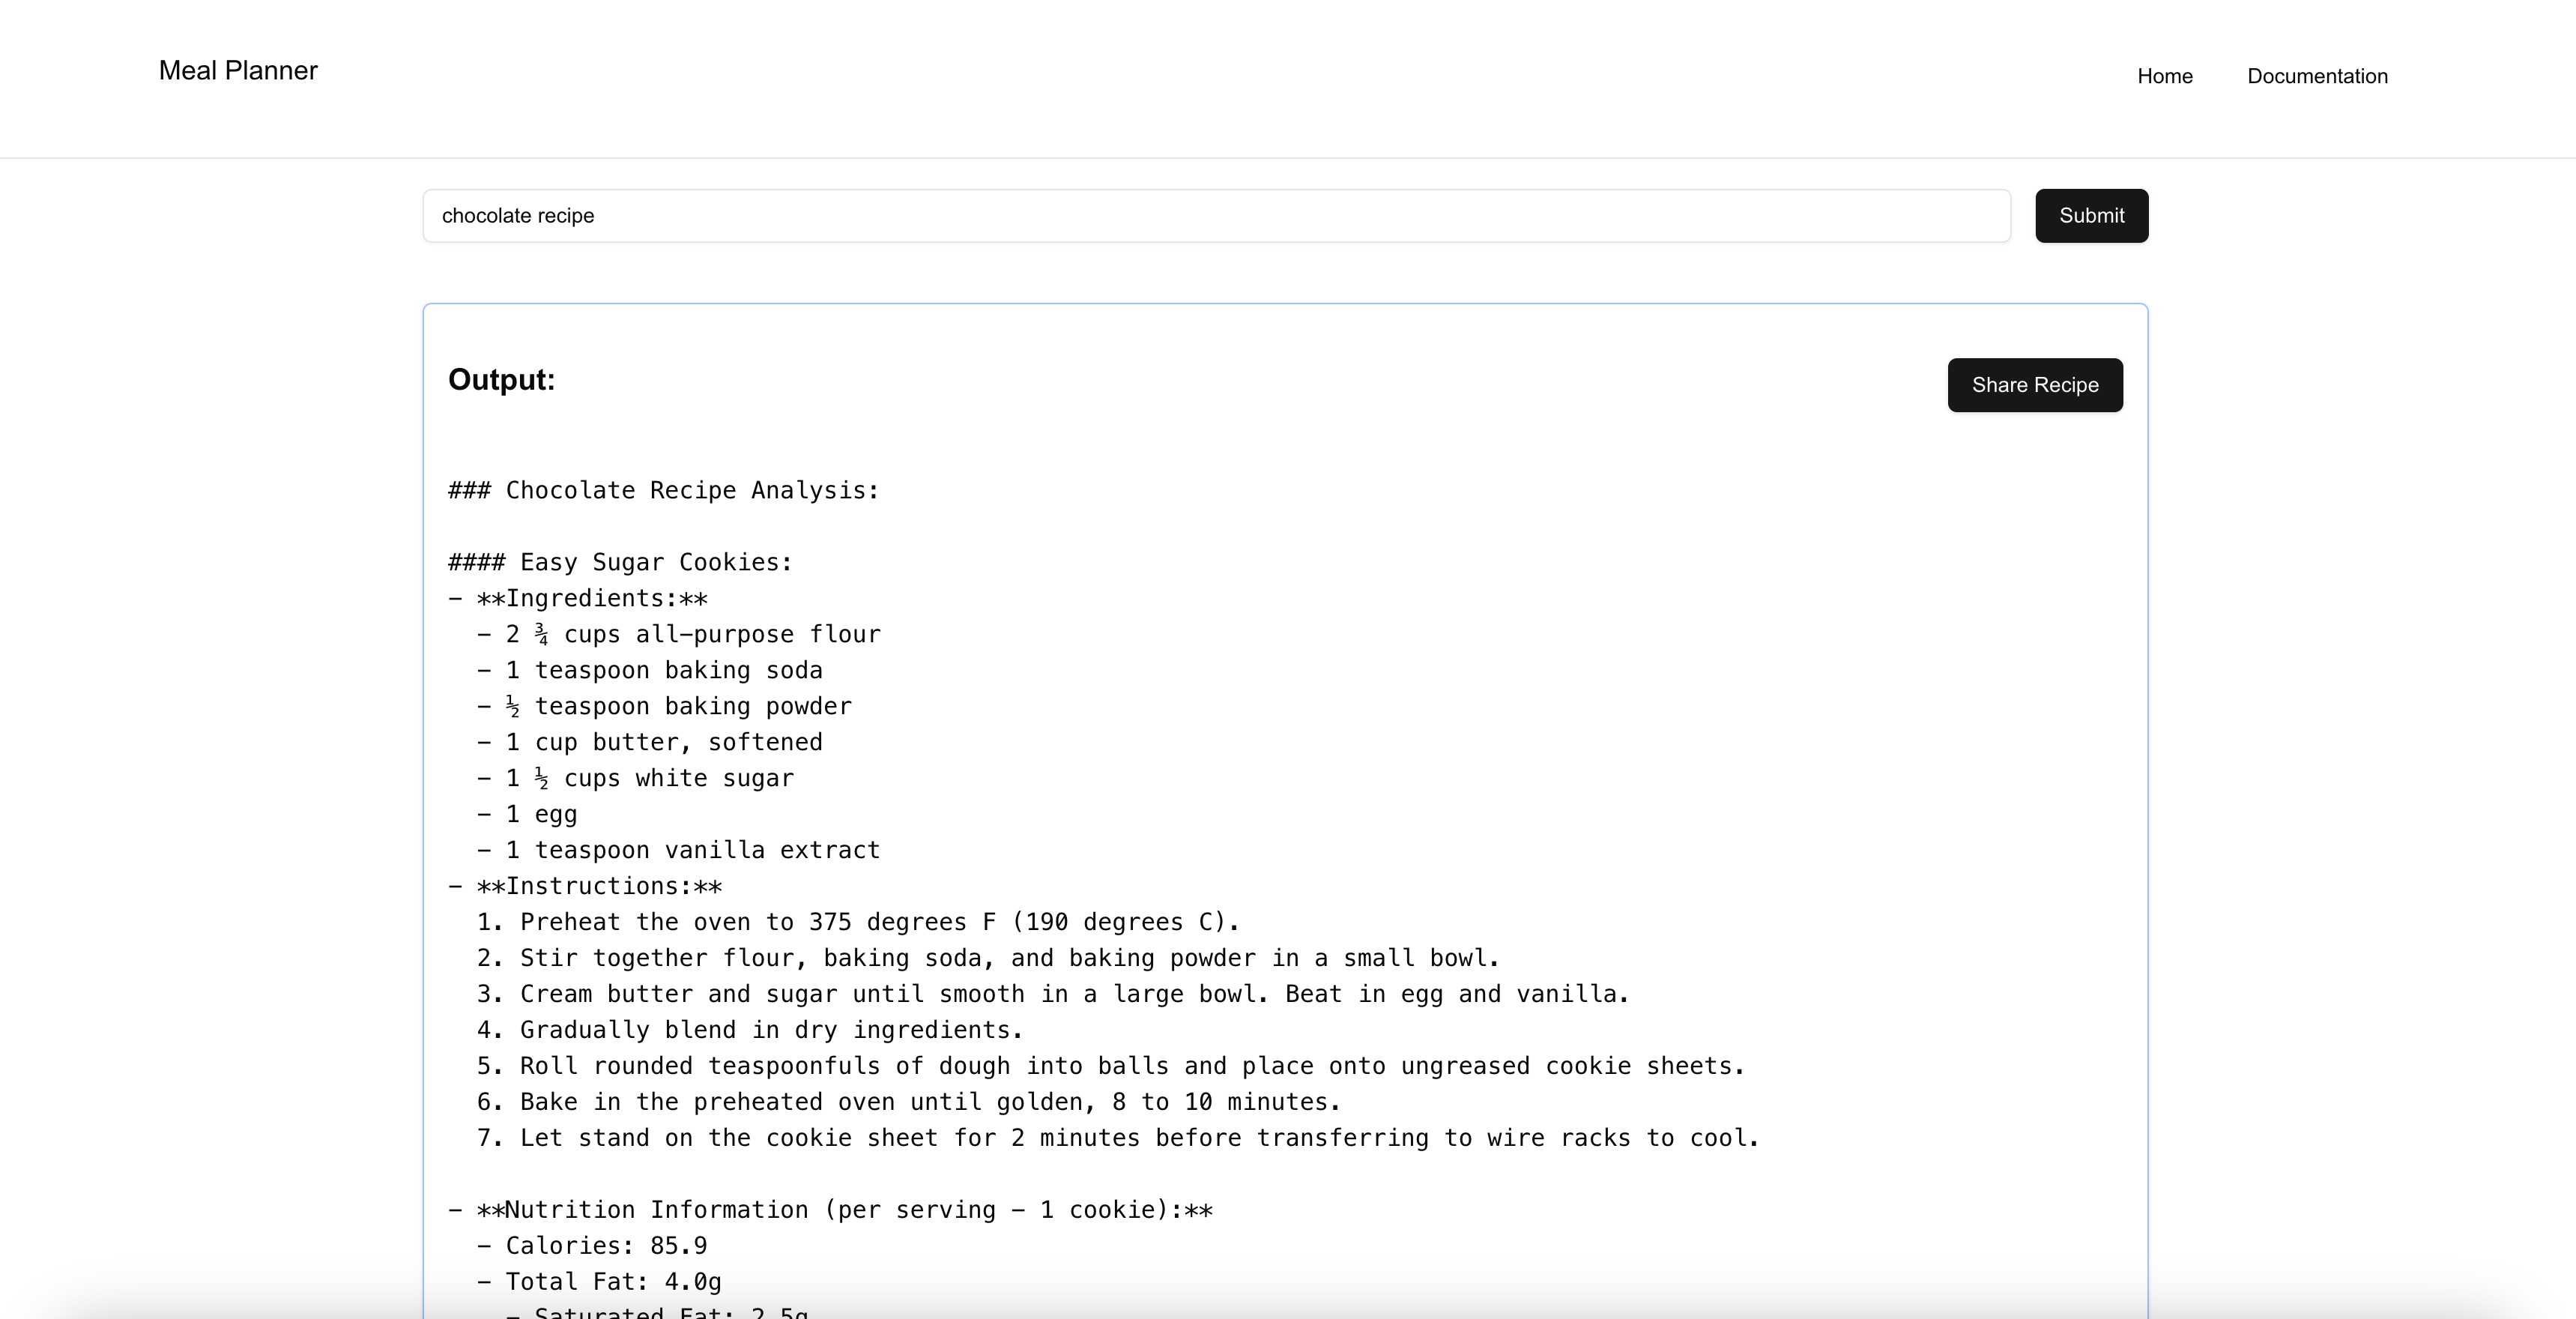 Meal Planner
Home
Documentation
chocolate recipe
Submit
Output:
Share Recipe
### Chocolate Recipe Analysis:
#### Easy Sugar Cookies:
- **Ingredients:**
- 2 ¾ cups all-purpose flour
- 1 teaspoon baking soda
- ½ teaspoon baking powder
- 1 cup butter, softened
- 1 ½ cups white sugar
- 1 egg
- 1 teaspoon vanilla extract
- **Instructions:**
1. Preheat the oven to 375 degrees F (190 degrees C).
2. Stir together flour, baking soda, and baking powder in a small bowl.
3. Cream butter and sugar until smooth in a large bowl. Beat in egg and vanilla.
4. Gradually blend in dry ingredients.
5. Roll rounded teaspoonfuls of dough into balls and place onto ungreased cookie sheets.
6. Bake in the preheated oven until golden, 8 to 10 minutes.
7. Let stand on the cookie sheet for 2 minutes before transferring to wire racks to cool.
- **Nutrition Information (per serving - 1 cookie):**
- Calories: 85.9
- Total Fat: 4.0g
- Saturated Fat: 2.5g